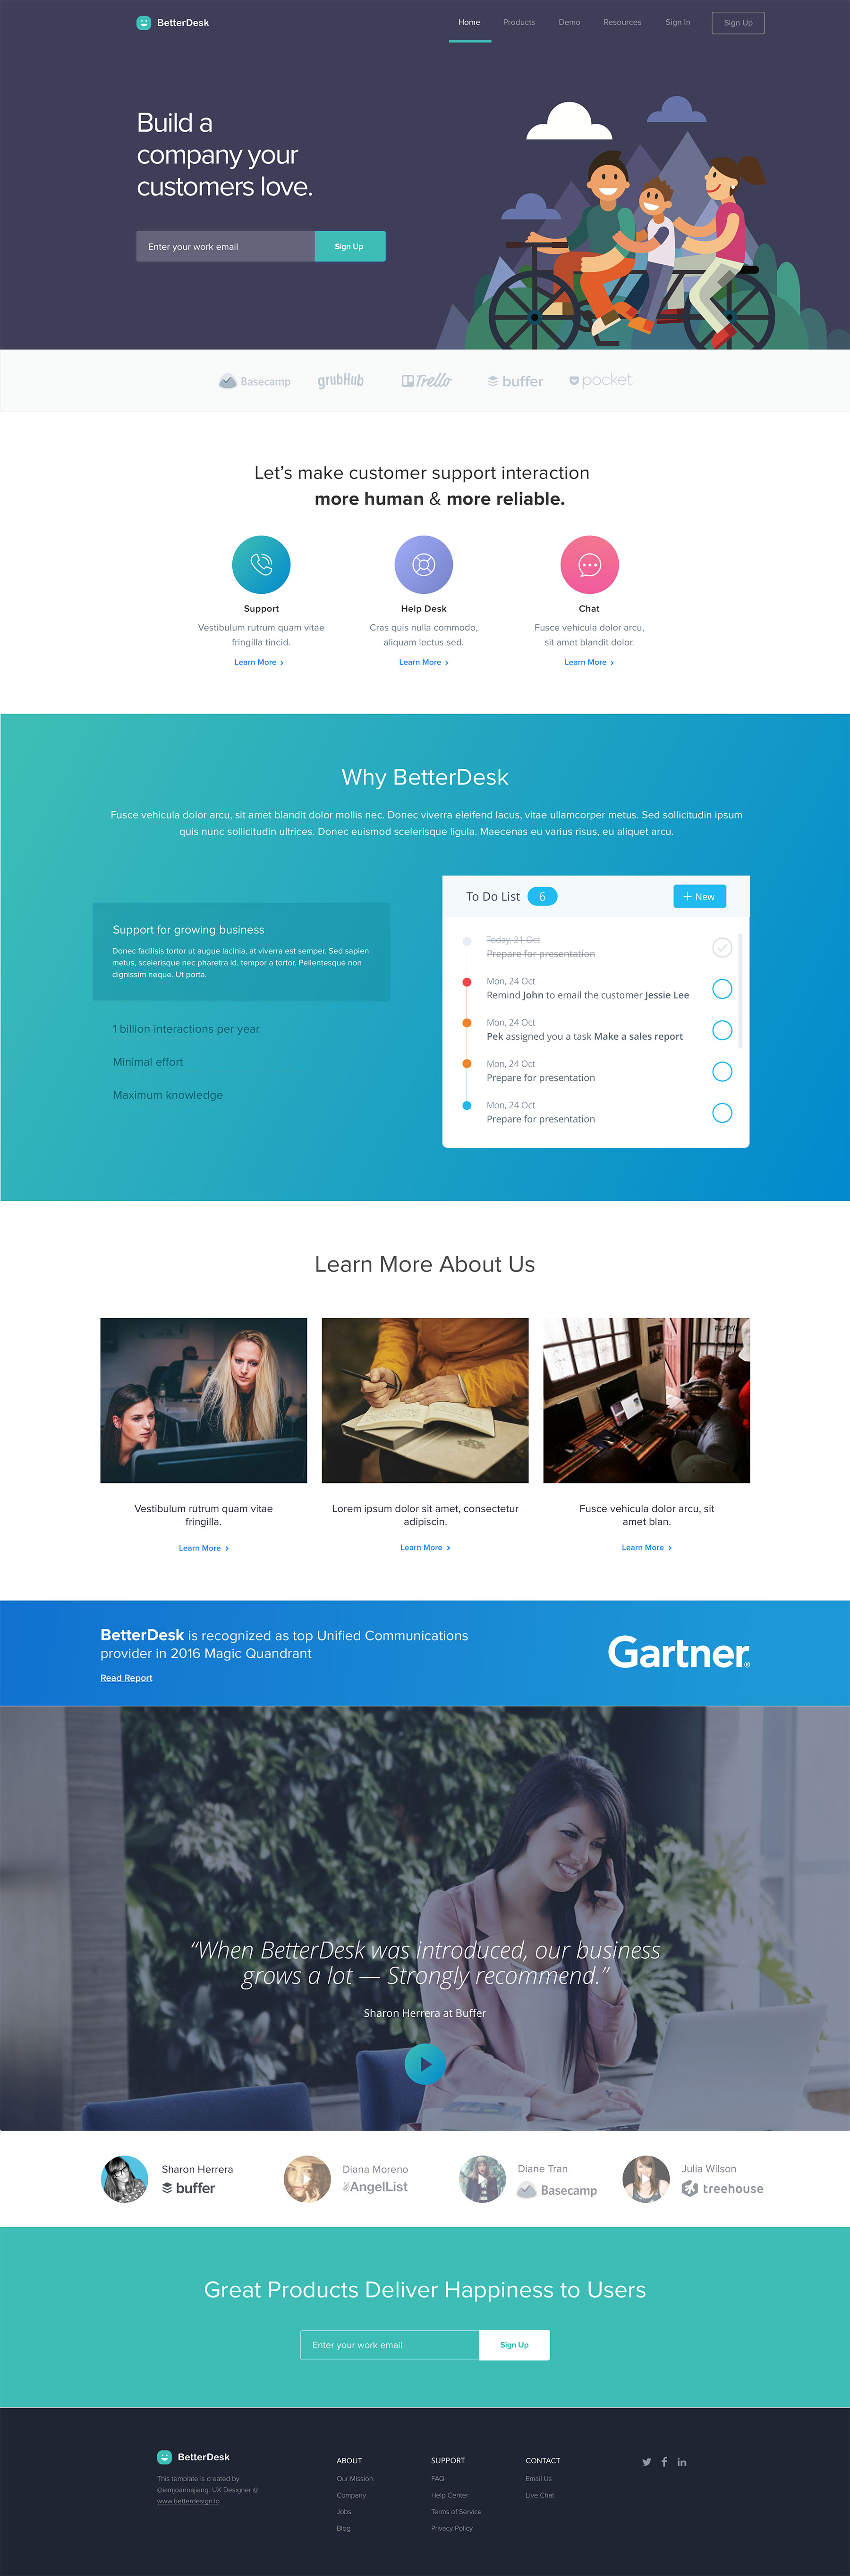 BetterDesk
Home Products Demo Resources Sign In Sign Up
Build a
company your
customers love.
Enter your work email Sign Up
Basecamp grubHub Trello buffer pocket
Let's make customer support interaction
more human & more reliable.
Support Help Desk Chat
Vestibulum rutrum quam vitae
fringilla tincid.
Learn More ›
Cras quis nulla commodo,
aliquam lectus sed.
Learn More ›
Fusce vehicula dolor arcu,
sit amet blandit dolor.
Learn More ›
Why BetterDesk
Fusce vehicula dolor arcu, sit amet blandit dolor mollis nec. Donec viverra eleifend lacus, vitae ullamcorper metus. Sed sollicitudin ipsum
quis nunc sollicitudin ultrices. Donec euismod scelerisque ligula. Maecenas eu varius risus, eu aliquet arcu.
Support for growing business
Donec facilisis tortor ut augue lacinia, at viverra est semper. Sed sapien
metus, scelerisque nec pharetra id, tempor a tortor. Pellentesque non
dignissim neque. Ut porta.
1 billion interactions per year
Minimal effort
Maximum knowledge
To Do List 6 + New
Today, 21 Oct
Prepare for presentation
Mon, 24 Oct
Remind John to email the customer Jessie Lee
Mon, 24 Oct
Pek assigned you a task Make a sales report
Mon, 24 Oct
Prepare for presentation
Mon, 24 Oct
Prepare for presentation
Learn More About Us
Vestibulum rutrum quam vitae
fringilla.
Learn More ›
Lorem ipsum dolor sit amet, consectetur
adipiscin.
Learn More ›
Fusce vehicula dolor arcu, sit
amet blan.
Learn More ›
BetterDesk is recognized as top Unified Communications
provider in 2016 Magic Quandrant
Read Report
Gartner®
“When BetterDesk was introduced, our business
grows a lot — Strongly recommend.”
Sharon Herrera at Buffer
Sharon Herrera
buffer
Diana Moreno
AngelList
Diane Tran
Basecamp
Julia Wilson
treehouse
Great Products Deliver Happiness to Users
Enter your work email Sign Up
BetterDesk
This template is created by
@iamjoannajiang, UX Designer @
www.betterdesign.io
ABOUT
Our Mission
Company
Jobs
Blog
SUPPORT
FAQ
Help Center
Terms of Service
Privacy Policy
CONTACT
Email Us
Live Chat